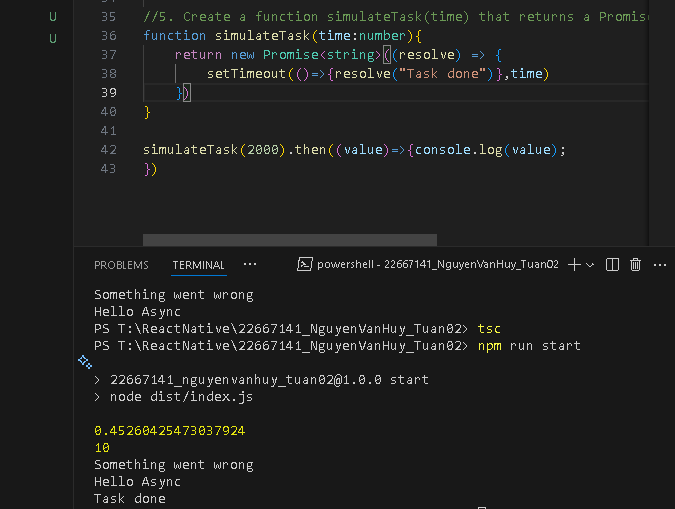 U 35 //5. Create a function simulateTask(time) that returns a Promise
U 36 function simulateTask(time:number){
37 return new Promise<string>((resolve) => {
38 setTimeout(()=>{resolve("Task done")},time)
39 })
40 }
41
42 simulateTask(2000).then((value)=>{console.log(value);
43 })
PROBLEMS TERMINAL ... powershell - 22667141_NguyenVanHuy_Tuan02 ...
Something went wrong
Hello Async
PS T:\ReactNative\22667141_NguyenVanHuy_Tuan02> tsc
PS T:\ReactNative\22667141_NguyenVanHuy_Tuan02> npm run start
> 22667141_nguyenvanhuy_tuan02@1.0.0 start
> node dist/index.js
0.45260425473037924
10
Something went wrong
Hello Async
Task done